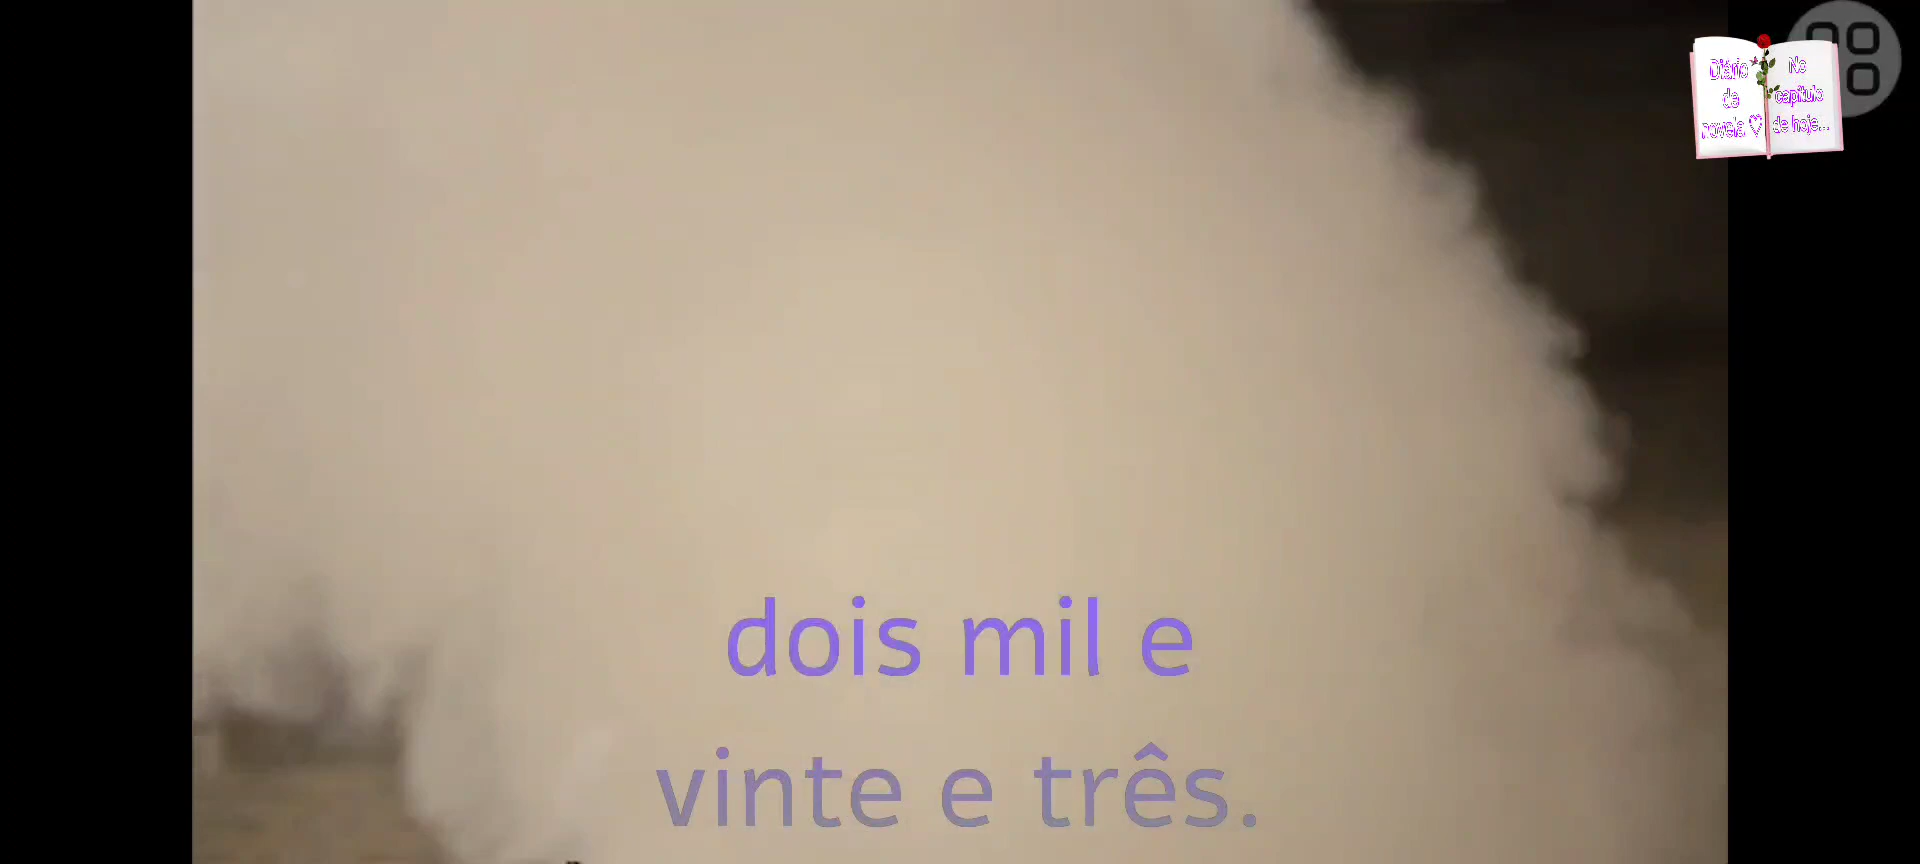 Diário
de
novela ♡
No
capítulo
de hoje...
dois mil e
vinte e três.